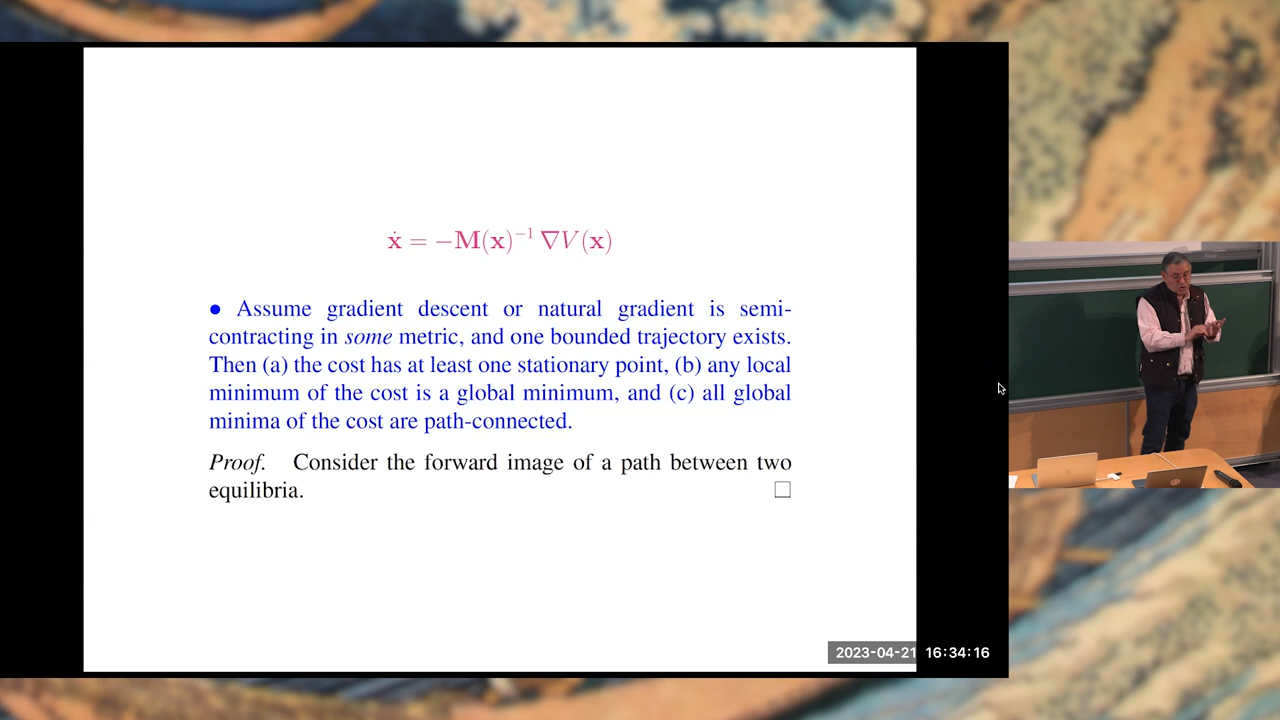 ẋ = −M(x)⁻¹ ∇V(x)
• Assume gradient descent or natural gradient is semi-
contracting in some metric, and one bounded trajectory exists.
Then (a) the cost has at least one stationary point, (b) any local
minimum of the cost is a global minimum, and (c) all global
minima of the cost are path-connected.
Proof. Consider the forward image of a path between two
equilibria. □
2023-04-21 16:34:16